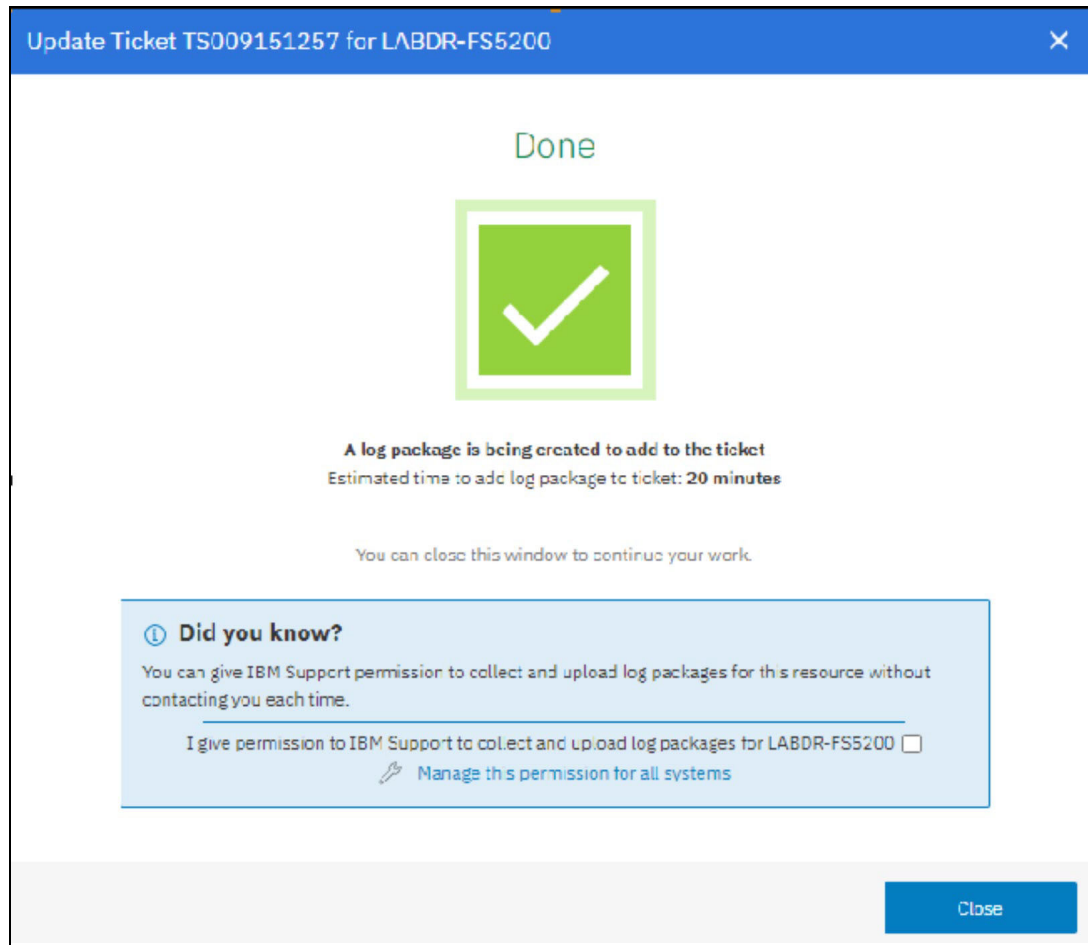 Update Ticket TS009151257 for LABDR-FS5200
Done
A log package is being created to add to the ticket
Estimated time to add log package to ticket: 20 minutes
You can close this window to continue your work.
Did you know?
You can give IBM Support permission to collect and upload log packages for this resource without
contacting you each time.
I give permission to IBM Support to collect and upload log packages for LABDR-FS5200
Manage this permission for all systems
Close